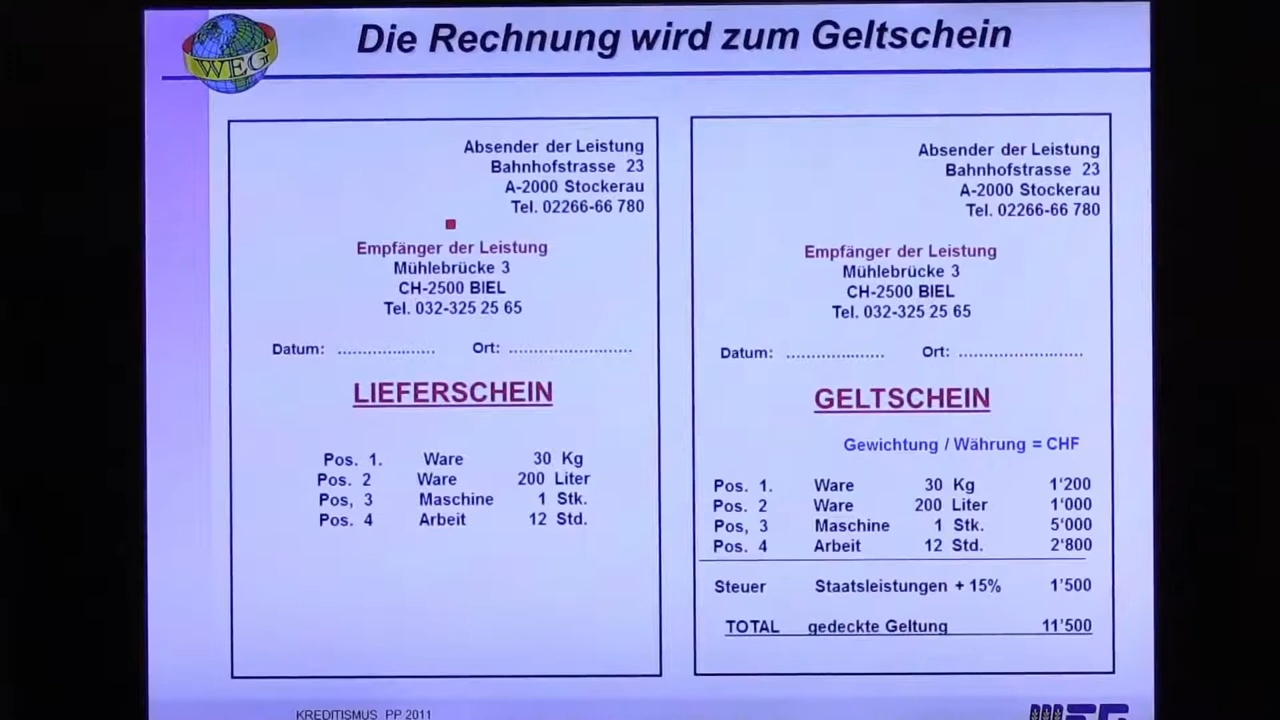 WEG
Die Rechnung wird zum Geltschein
Absender der Leistung
Bahnhofstrasse 23
A-2000 Stockerau
Tel. 02266-66 780
Empfänger der Leistung
Mühlebrücke 3
CH-2500 BIEL
Tel. 032-325 25 65
Datum: ..................... Ort: ..........................
LIEFERSCHEIN
Pos. 1. Ware 30 Kg
Pos. 2 Ware 200 Liter
Pos, 3 Maschine 1 Stk.
Pos. 4 Arbeit 12 Std.
Absender der Leistung
Bahnhofstrasse 23
A-2000 Stockerau
Tel. 02266-66 780
Empfänger der Leistung
Mühlebrücke 3
CH-2500 BIEL
Tel. 032-325 25 65
Datum: ..................... Ort: ..........................
GELTSCHEIN
Gewichtung / Währung = CHF
Pos. 1. Ware 30 Kg 1'200
Pos. 2 Ware 200 Liter 1'000
Pos, 3 Maschine 1 Stk. 5'000
Pos. 4 Arbeit 12 Std. 2'800
Steuer Staatsleistungen + 15% 1'500
TOTAL gedeckte Geltung 11'500
KREDITISMUS PP 2011